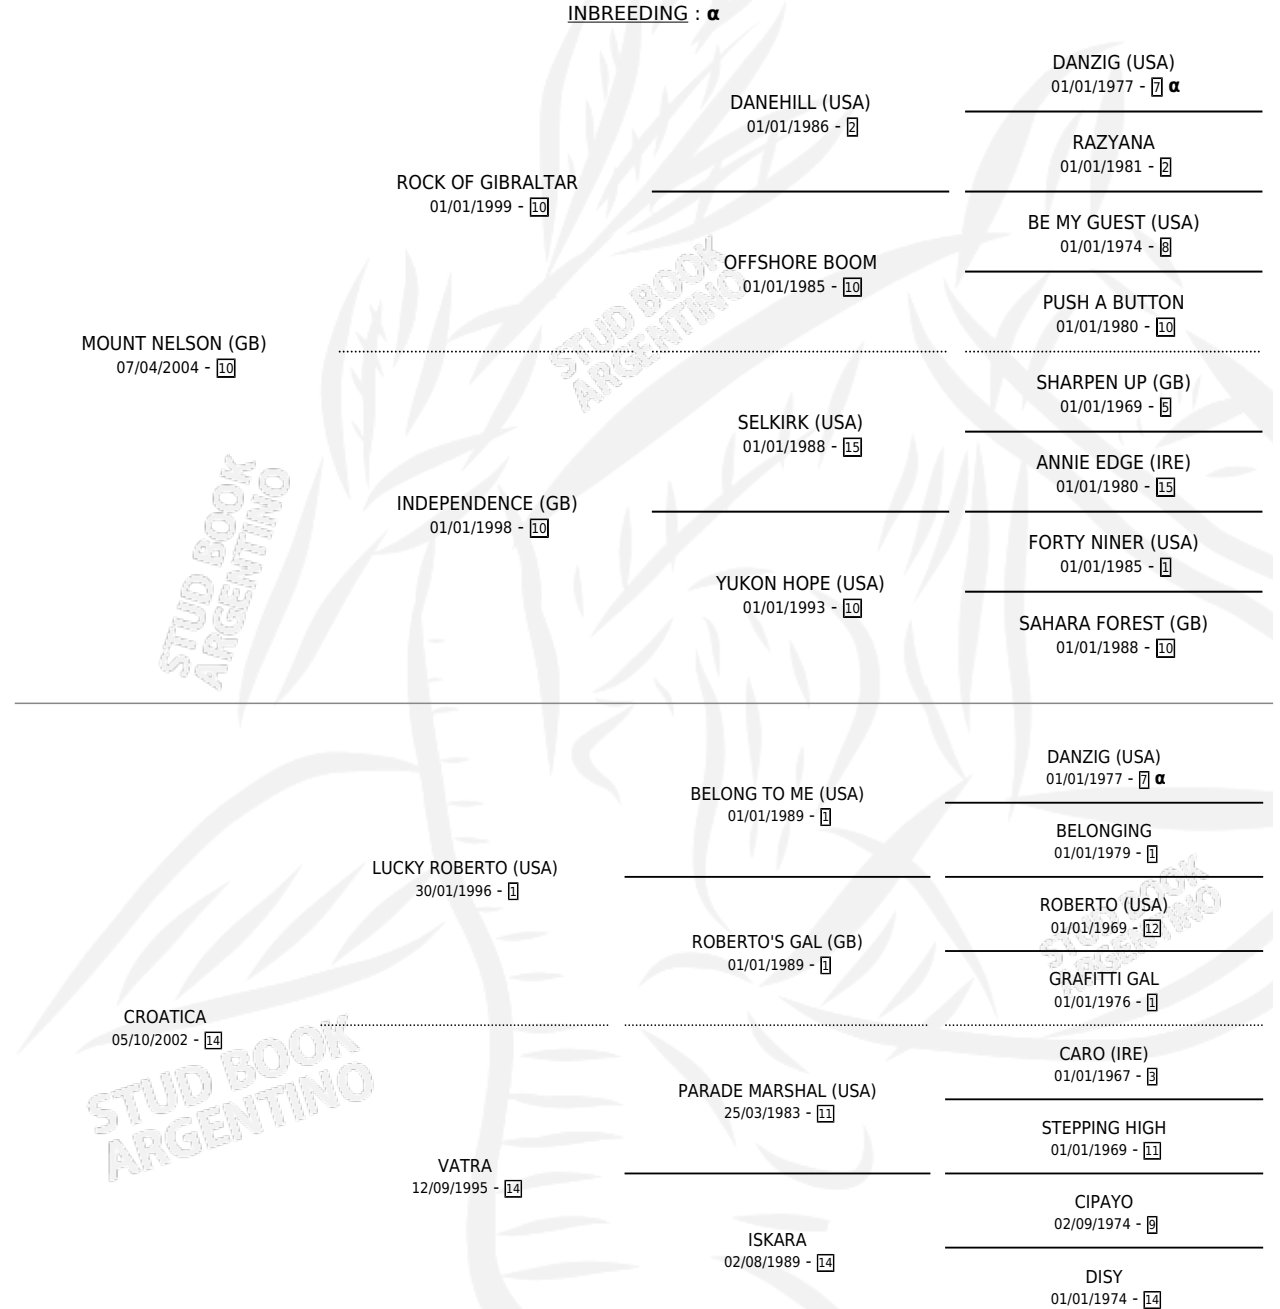 INBREEDING : α
DANZIG (USA)
01/01/1977 - 7 α
DANEHILL (USA)
01/01/1986 - 2
RAZYANA
01/01/1981 - 2
ROCK OF GIBRALTAR
01/01/1999 - 10
BE MY GUEST (USA)
01/01/1974 - 8
OFFSHORE BOOM
01/01/1985 - 10
PUSH A BUTTON
01/01/1980 - 10
MOUNT NELSON (GB)
07/04/2004 - 10
SHARPEN UP (GB)
01/01/1969 - 5
SELKIRK (USA)
01/01/1988 - 15
ANNIE EDGE (IRE)
01/01/1980 - 15
INDEPENDENCE (GB)
01/01/1998 - 10
FORTY NINER (USA)
01/01/1985 - 1
YUKON HOPE (USA)
01/01/1993 - 10
SAHARA FOREST (GB)
01/01/1988 - 10
DANZIG (USA)
01/01/1977 - 7 α
BELONG TO ME (USA)
01/01/1989 - 1
BELONGING
01/01/1979 - 1
LUCKY ROBERTO (USA)
30/01/1996 - 1
ROBERTO (USA)
01/01/1969 - 12
ROBERTO'S GAL (GB)
01/01/1989 - 1
GRAFITTI GAL
01/01/1976 - 1
CROATICA
05/10/2002 - 14
CARO (IRE)
01/01/1967 - 3
PARADE MARSHAL (USA)
25/03/1983 - 11
STEPPING HIGH
01/01/1969 - 11
VATRA
12/09/1995 - 14
CIPAYO
02/09/1974 - 9
ISKARA
02/08/1989 - 14
DISY
01/01/1974 - 14
STUD BOOK
ARGENTINO
STUD BOOK
ARGENTINO
STUD BOOK
ARGENTINO
STUD BOOK
ARGENTINO